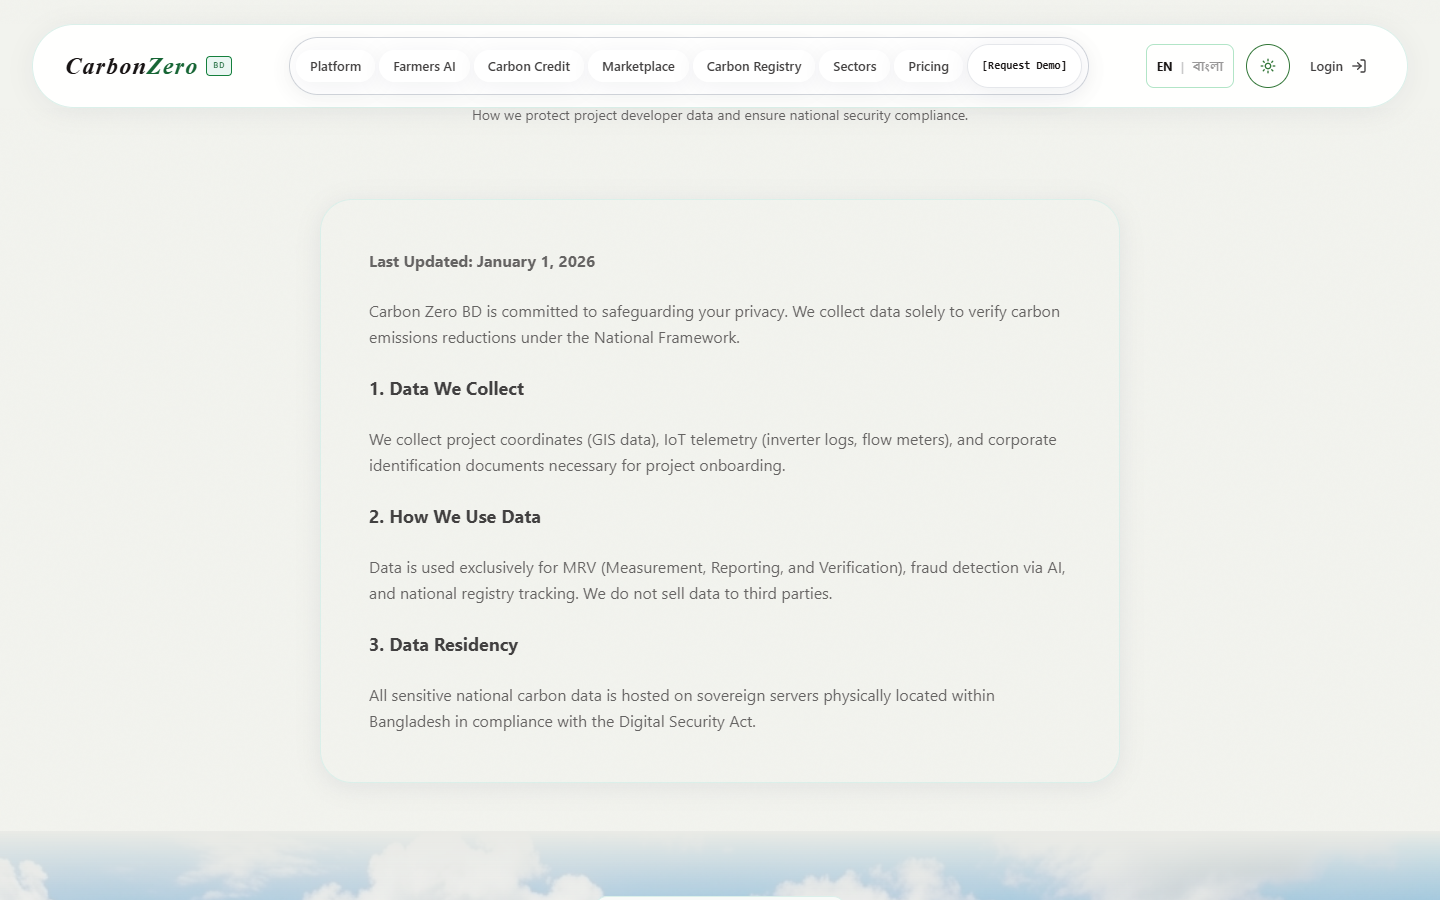 CarbonZero BD
Platform
Farmers AI
Carbon Credit
Marketplace
Carbon Registry
Sectors
Pricing
[Request Demo]
EN | বাংলা
Login
How we protect project developer data and ensure national security compliance.
Last Updated: January 1, 2026
Carbon Zero BD is committed to safeguarding your privacy. We collect data solely to verify carbon
emissions reductions under the National Framework.
1. Data We Collect
We collect project coordinates (GIS data), IoT telemetry (inverter logs, flow meters), and corporate
identification documents necessary for project onboarding.
2. How We Use Data
Data is used exclusively for MRV (Measurement, Reporting, and Verification), fraud detection via AI,
and national registry tracking. We do not sell data to third parties.
3. Data Residency
All sensitive national carbon data is hosted on sovereign servers physically located within
Bangladesh in compliance with the Digital Security Act.